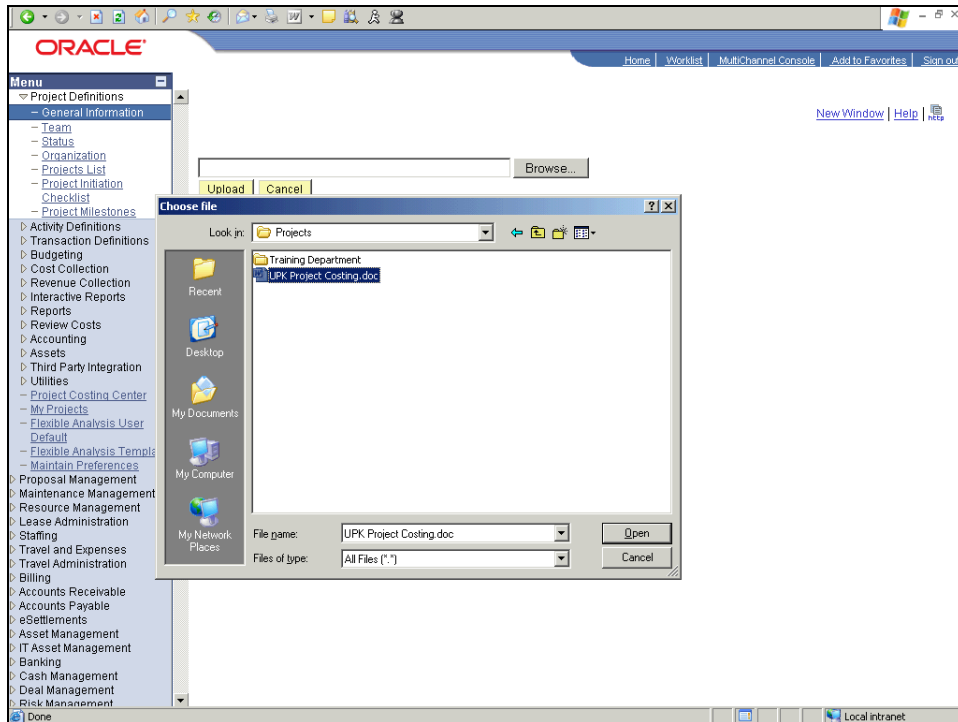 ORACLE
Home | Worklist | MultiChannel Console | Add to Favorites | Sign out
Menu
Project Definitions
General Information
Team
Status
Organization
Projects List
Project Initiation
Checklist
Project Milestones
Activity Definitions
Transaction Definitions
Budgeting
Cost Collection
Revenue Collection
Interactive Reports
Reports
Review Costs
Accounting
Assets
Third Party Integration
Utilities
Project Costing Center
My Projects
Flexible Analysis User
Default
Flexible Analysis Templa
Maintain Preferences
Proposal Management
Maintenance Management
Resource Management
Lease Administration
Staffing
Travel and Expenses
Travel Administration
Billing
Accounts Receivable
Accounts Payable
eSettlements
Asset Management
IT Asset Management
Banking
Cash Management
Deal Management
Risk Management
New Window | Help | http
Browse...
Upload Cancel
Choose file
Look in: Projects
Training Department
UPK Project Costing.doc
Recent
Desktop
My Documents
My Computer
My Network
Places
File name: UPK Project Costing.doc Open
Files of type: All Files (*.*) Cancel
Done Local intranet